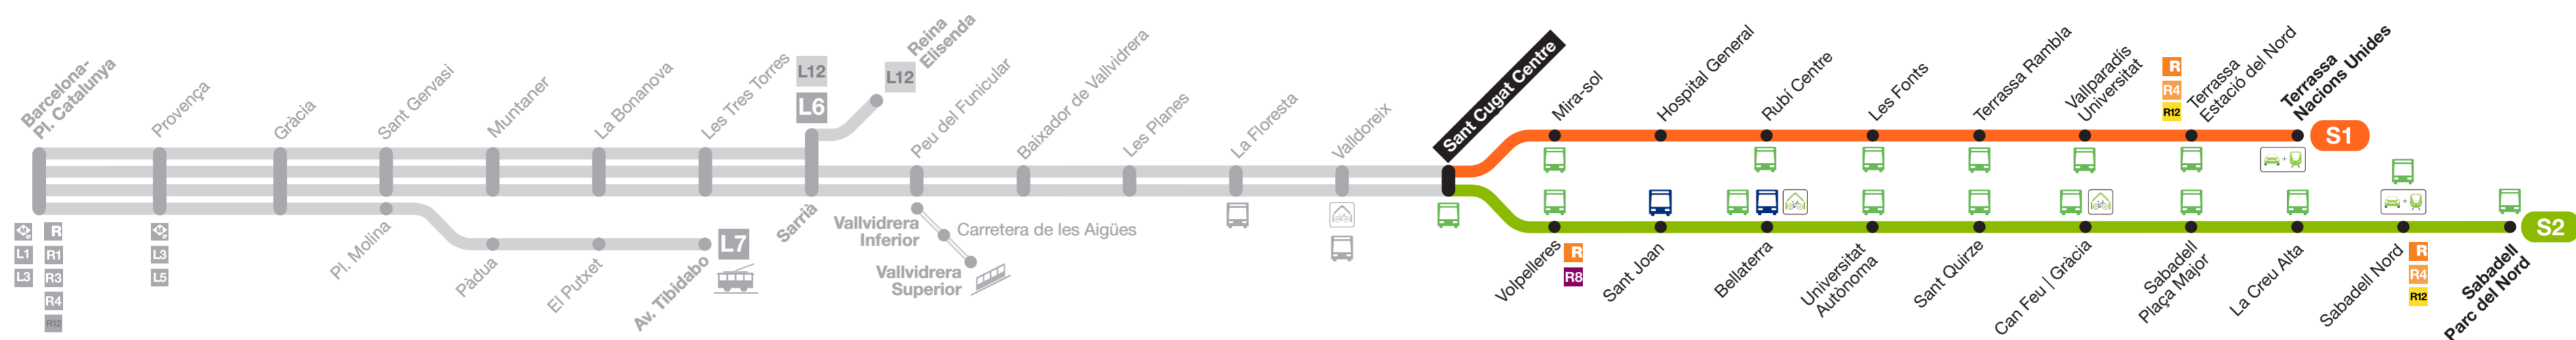 Barcelona-
Pl. Catalunya
Provença
Gràcia
Sant Gervasi
Muntaner
La Bonanova
Les Tres Torres
L12
L6
L12
Reina
Elisenda
Peu del Funicular
Baixador de Vallvidrera
Les Planes
La Floresta
Valldoreix
Sant Cugat Centre
Mira-sol
Hospital General
Rubí Centre
Les Fonts
Terrassa Rambla
Vallparadís
Universitat
R
R4
R12
Terrassa
Estació del Nord
Terrassa
Nacions Unides
S1
M
L1
L3
R
R1
R3
R4
R12
M
L3
L5
Pl. Molina
Pàdua
El Putxet
Av. Tibidabo
L7
Sarrià
Vallvidrera
Inferior
Carretera de les Aigües
Vallvidrera
Superior
Volpelleres
R
R8
Sant Joan
Bellaterra
Universitat
Autònoma
Sant Quirze
Can Feu | Gràcia
Sabadell
Plaça Major
La Creu Alta
Sabadell Nord
R
R4
R12
Sabadell
Parc del Nord
S2